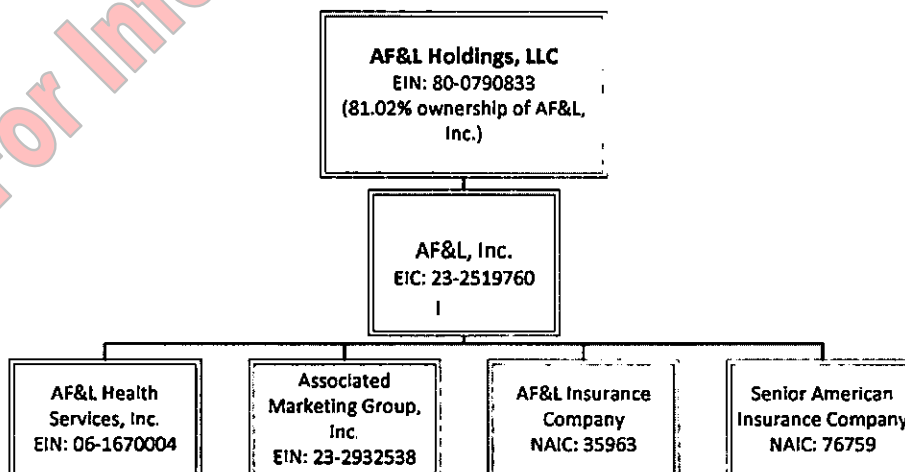 For Info
AF&L Holdings, LLC
EIN: 80-0790833
(81.02% ownership of AF&L,
Inc.)
AF&L, Inc.
EIC: 23-2519760
AF&L Health
Services, Inc.
EIN: 06-1670004
Associated
Marketing Group,
Inc.
EIN: 23-2932538
AF&L Insurance
Company
NAIC: 35963
Senior American
Insurance Company
NAIC: 76759